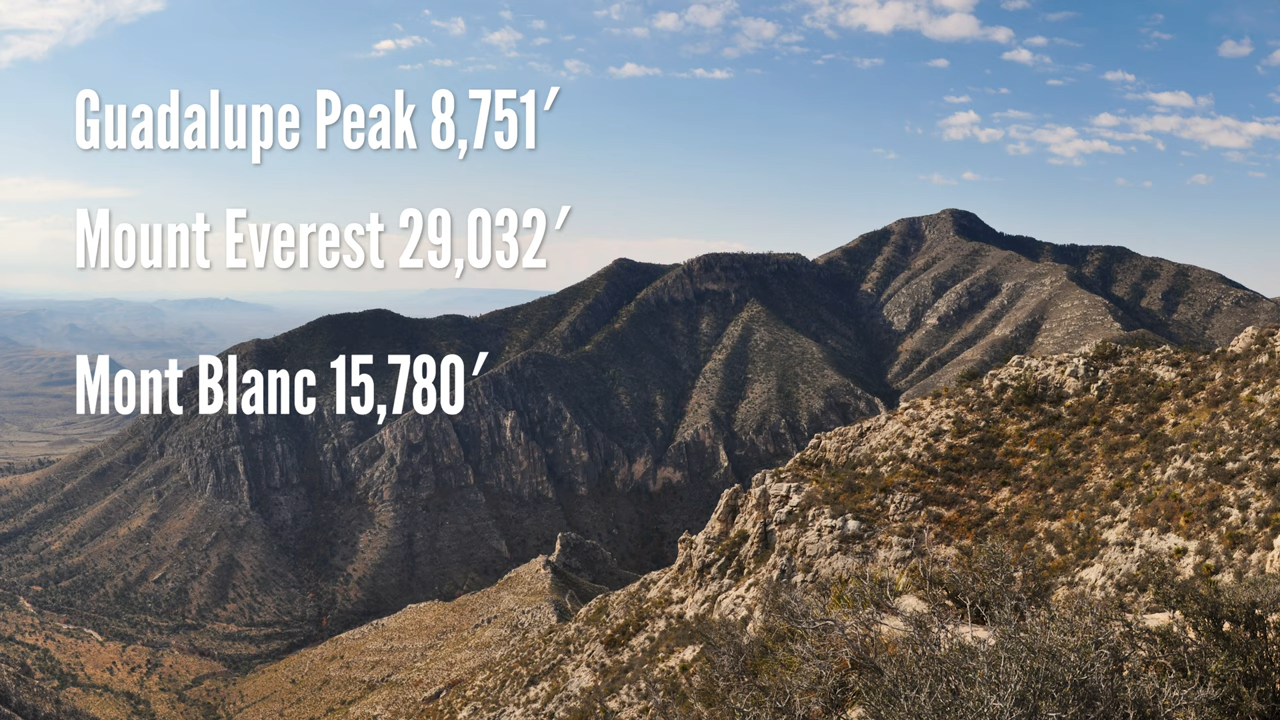 Guadalupe Peak 8,751′
Mount Everest 29,032′
Mont Blanc 15,780′